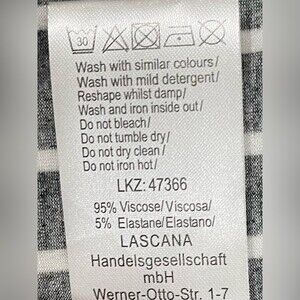 30
Wash with similar colours/
Wash with mild detergent/
Reshape whilst damp/
Wash and iron inside out/
Do not bleach/
Do not tumble dry/
Do not dry clean/
Do not iron hot/
LKZ: 47366
95% Viscose/Viscosa/
5% Elastane/Elastano/
LASCANA
Handelsgesellschaft
mbH
Werner-Otto-Str. 1-7